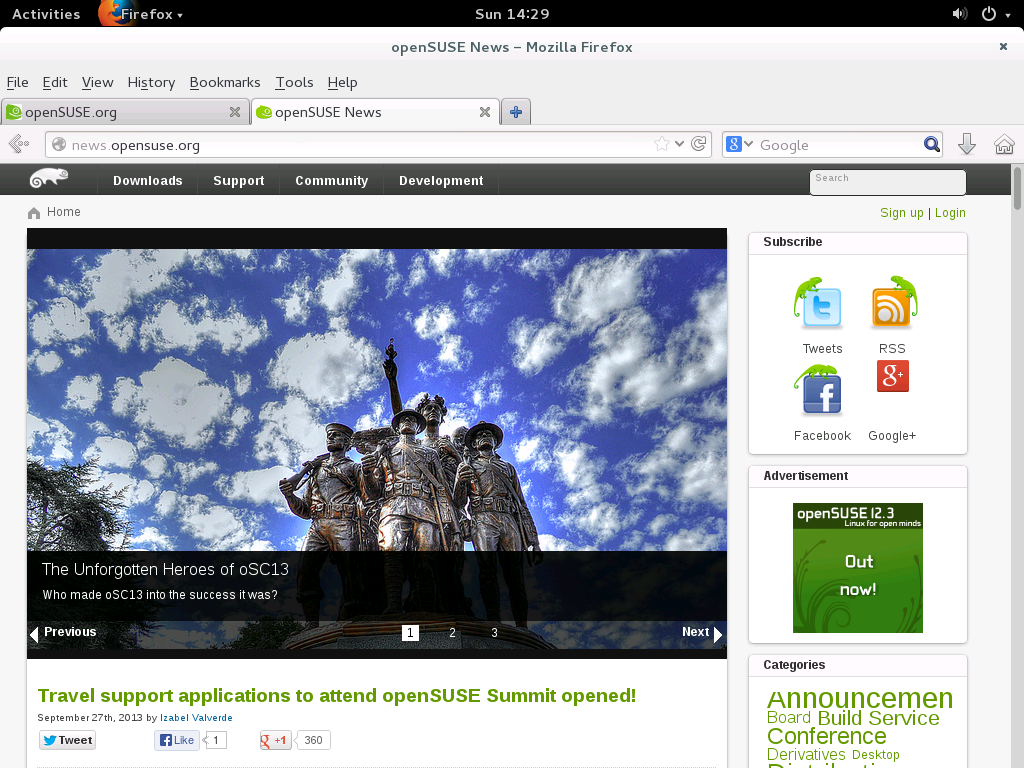 Activities Firefox Sun 14:29
openSUSE News – Mozilla Firefox
File Edit View History Bookmarks Tools Help
openSUSE.org openSUSE News
news.opensuse.org Google
Downloads Support Community Development Search
Home Sign up | Login
The Unforgotten Heroes of oSC13
Who made oSC13 into the success it was?
Previous 1 2 3 Next
Travel support applications to attend openSUSE Summit opened!
September 27th, 2013 by Izabel Valverde
Tweet Like 1 +1 360
Subscribe
Tweets RSS
Facebook Google+
Advertisement
openSUSE 12.3
Linux for open minds
Out
now!
Categories
Announcemen
Board Build Service
Conference
Derivatives Desktop